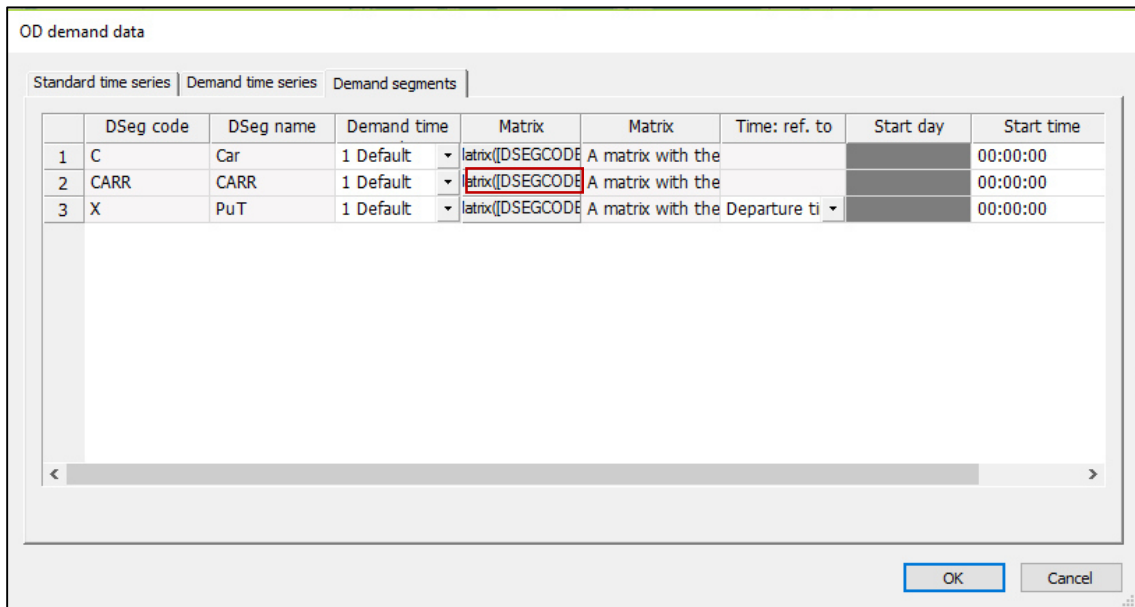 OD demand data
Standard time series Demand time series Demand segments
DSeg code DSeg name Demand time Matrix Matrix Time: ref. to Start day Start time
1 C Car 1 Default latrix([DSEGCODE A matrix with the 00:00:00
2 CARR CARR 1 Default latrix([DSEGCODE A matrix with the 00:00:00
3 X PuT 1 Default latrix([DSEGCODE A matrix with the Departure ti 00:00:00
OK Cancel